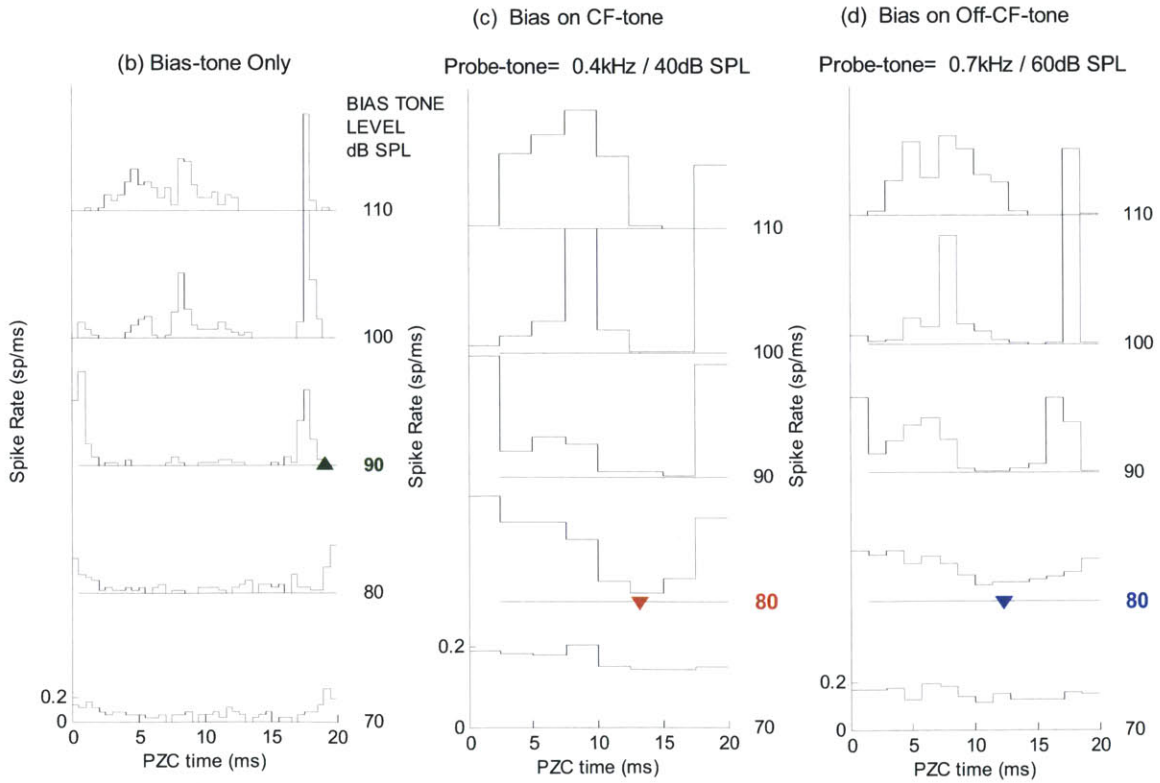 (c) Bias on CF-tone
(d) Bias on Off-CF-tone
(b) Bias-tone Only
Probe-tone= 0.4kHz / 40dB SPL
Probe-tone= 0.7kHz / 60dB SPL
BIAS TONE
LEVEL
dB SPL
Spike Rate (sp/ms)
110
100
90
80
70
0.2
0
0 5 10 15 20
PZC time (ms)
Spike Rate (sp/ms)
110
100
90
80
70
0.2
0
0 5 10 15 20
PZC time (ms)
Spike Rate (sp/ms)
110
100
90
80
70
0.2
0
0 5 10 15 20
PZC time (ms)